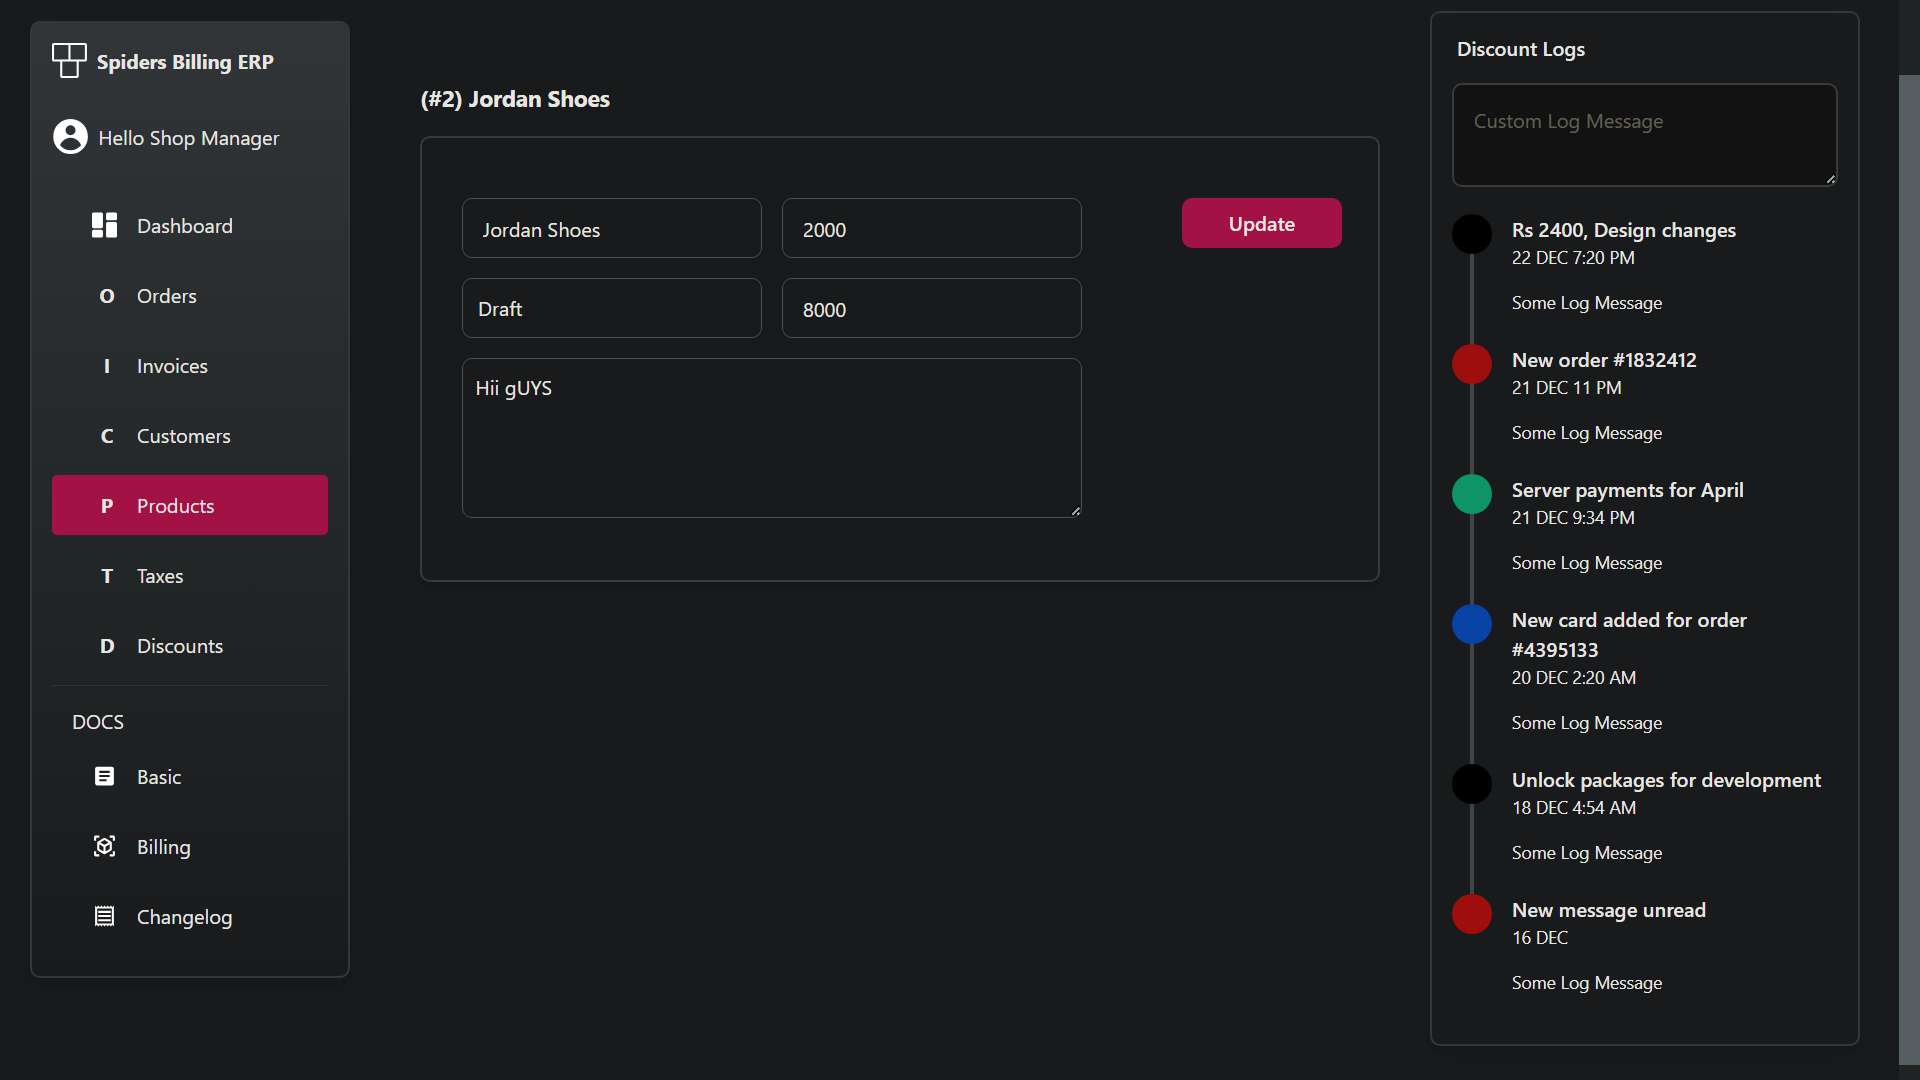 Spiders Billing ERP
Hello Shop Manager
Dashboard
O Orders
I Invoices
C Customers
P Products
T Taxes
D Discounts
DOCS
Basic
Billing
Changelog
(#2) Jordan Shoes
Jordan Shoes
2000
Update
Draft
8000
Hii gUYS
Discount Logs
Custom Log Message
Rs 2400, Design changes
22 DEC 7:20 PM
Some Log Message
New order #1832412
21 DEC 11 PM
Some Log Message
Server payments for April
21 DEC 9:34 PM
Some Log Message
New card added for order
#4395133
20 DEC 2:20 AM
Some Log Message
Unlock packages for development
18 DEC 4:54 AM
Some Log Message
New message unread
16 DEC
Some Log Message